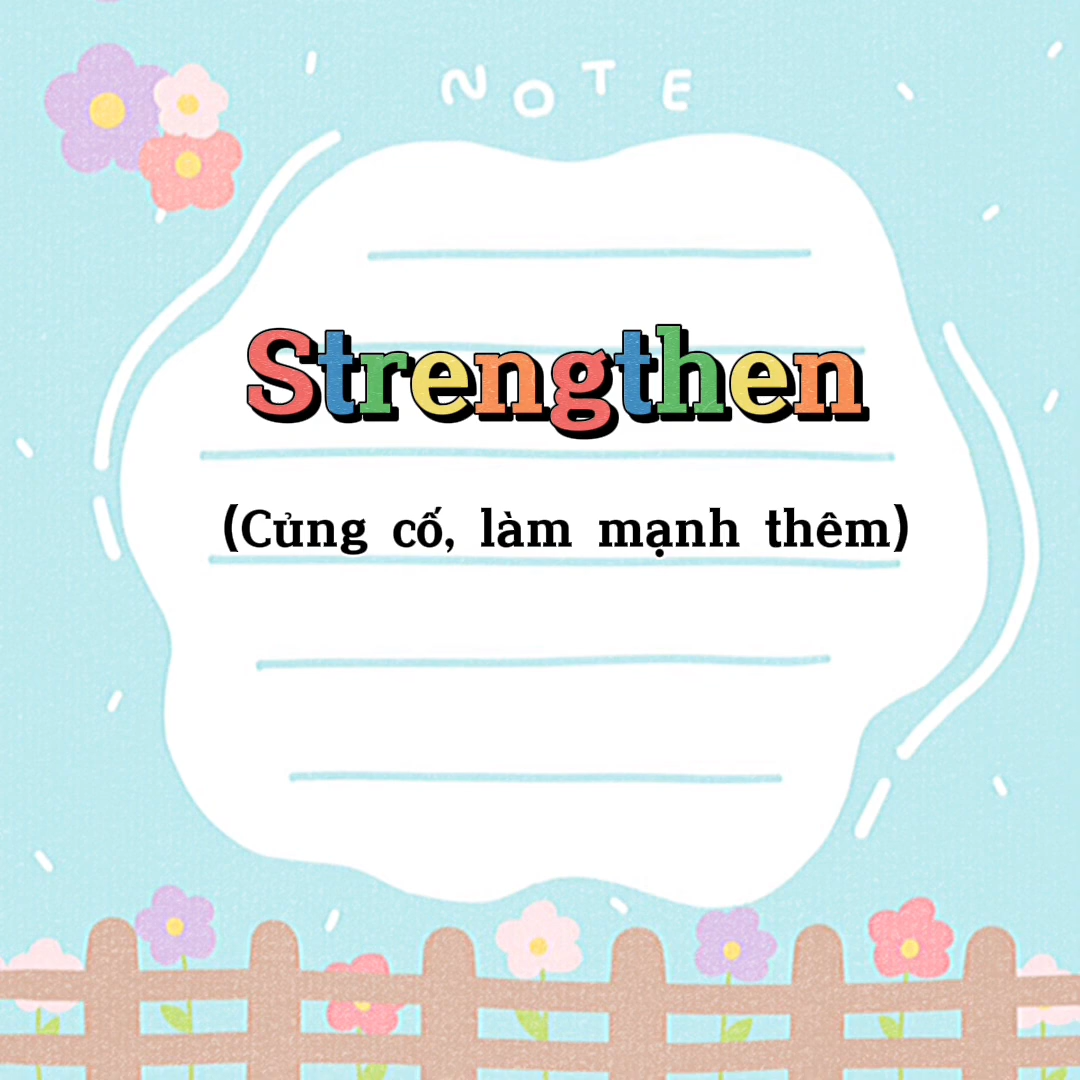 NOTE
Strengthen
(Củng cố, làm mạnh thêm)